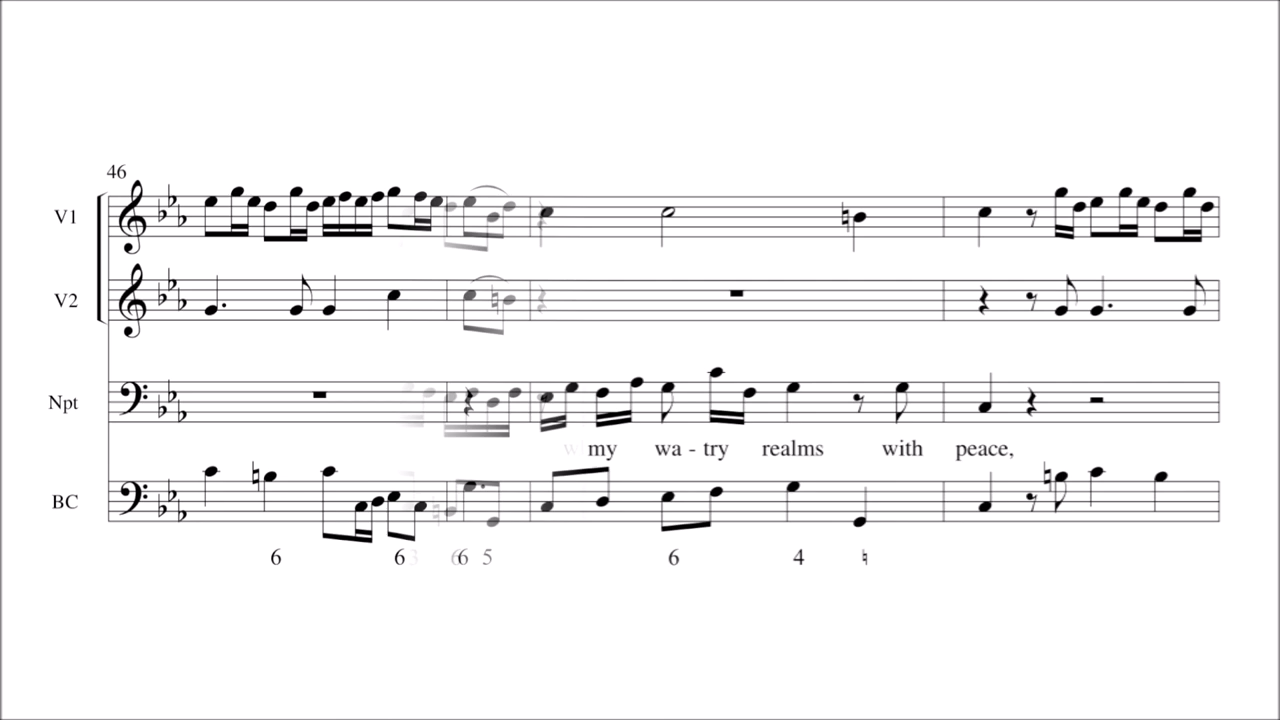 46
V1
V2
Npt
my wa - try realms with peace,
BC
6 6 6 5 6 4 ♮